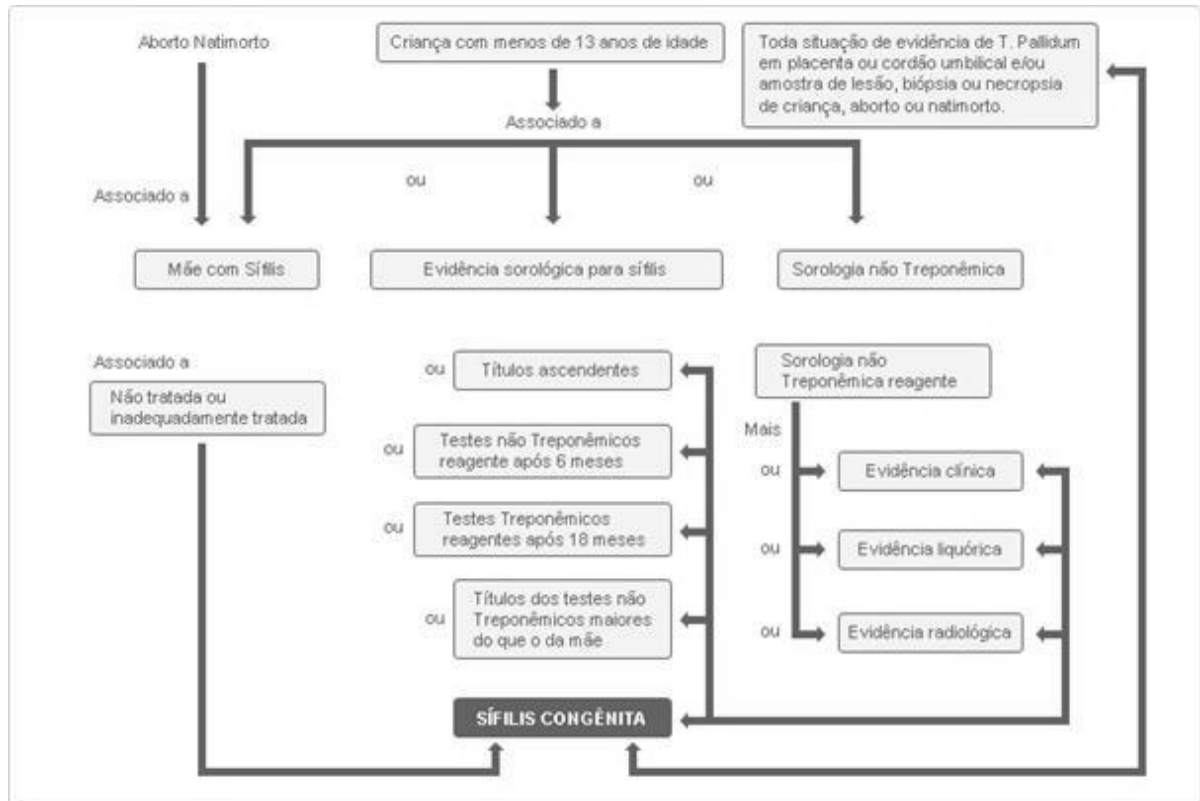 Aborto Natimorto
Criança com menos de 13 anos de idade
Toda situação de evidência de T. Pallidum
em placenta ou cordão umbilical e/ou
amostra de lesão, biópsia ou necropsia
de criança, aborto ou natimorto.
Associado a
ou
ou
Associado a
Mãe com Sífilis
Evidência sorológica para sífilis
Sorologia não Treponêmica
Associado a
Não tratada ou
inadequadamente tratada
ou
Títulos ascendentes
ou
Testes não Treponêmicos
reagente após 6 meses
ou
Testes Treponêmicos
reagentes após 18 meses
ou
Títulos dos testes não
Treponêmicos maiores
do que o da mãe
Sorologia não
Treponêmica reagente
Mais
ou
Evidência clínica
ou
Evidência liquórica
ou
Evidência radiológica
SÍFILIS CONGÊNITA